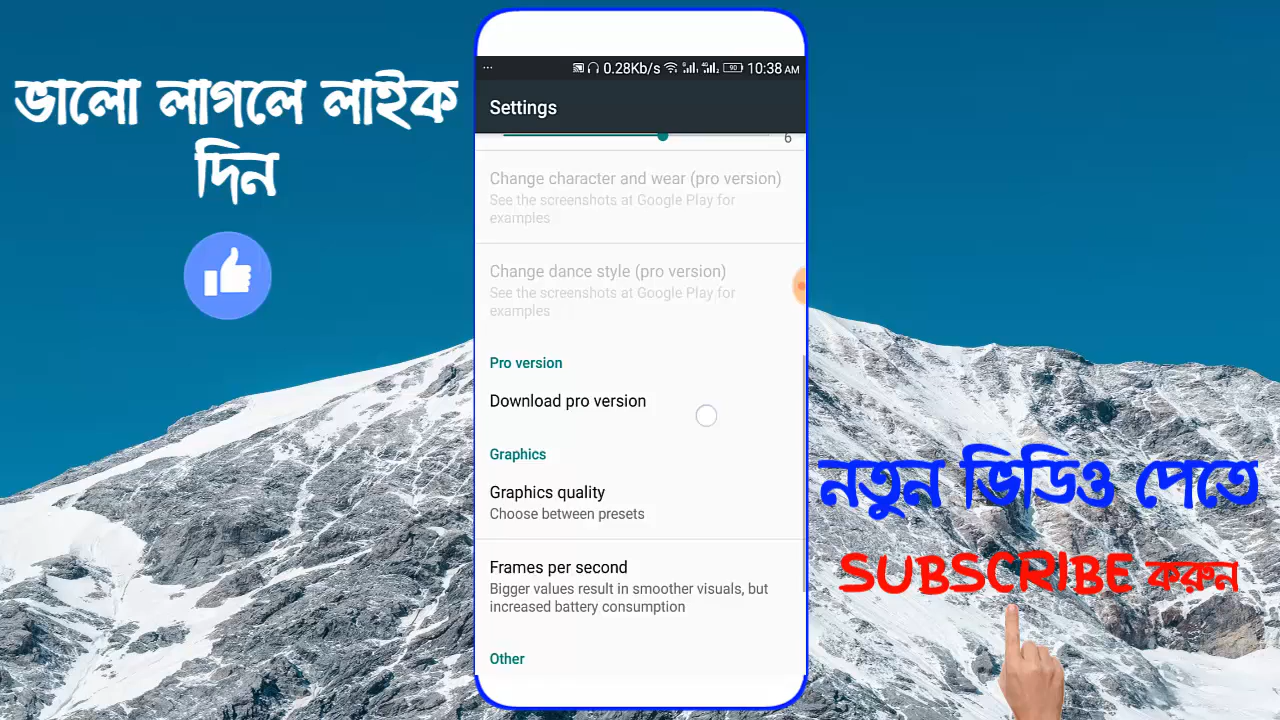 ভালো লাগলে লাইক
দিন
... 0.28Kb/s 4G 90 10:38 AM
Settings
6
Change character and wear (pro version)
See the screenshots at Google Play for
examples
Change dance style (pro version)
See the screenshots at Google Play for
examples
Pro version
Download pro version
Graphics
Graphics quality
Choose between presets
Frames per second
Bigger values result in smoother visuals, but
increased battery consumption
Other
নতুন ভিডিও পেতে
SUBSCRIBE করুন